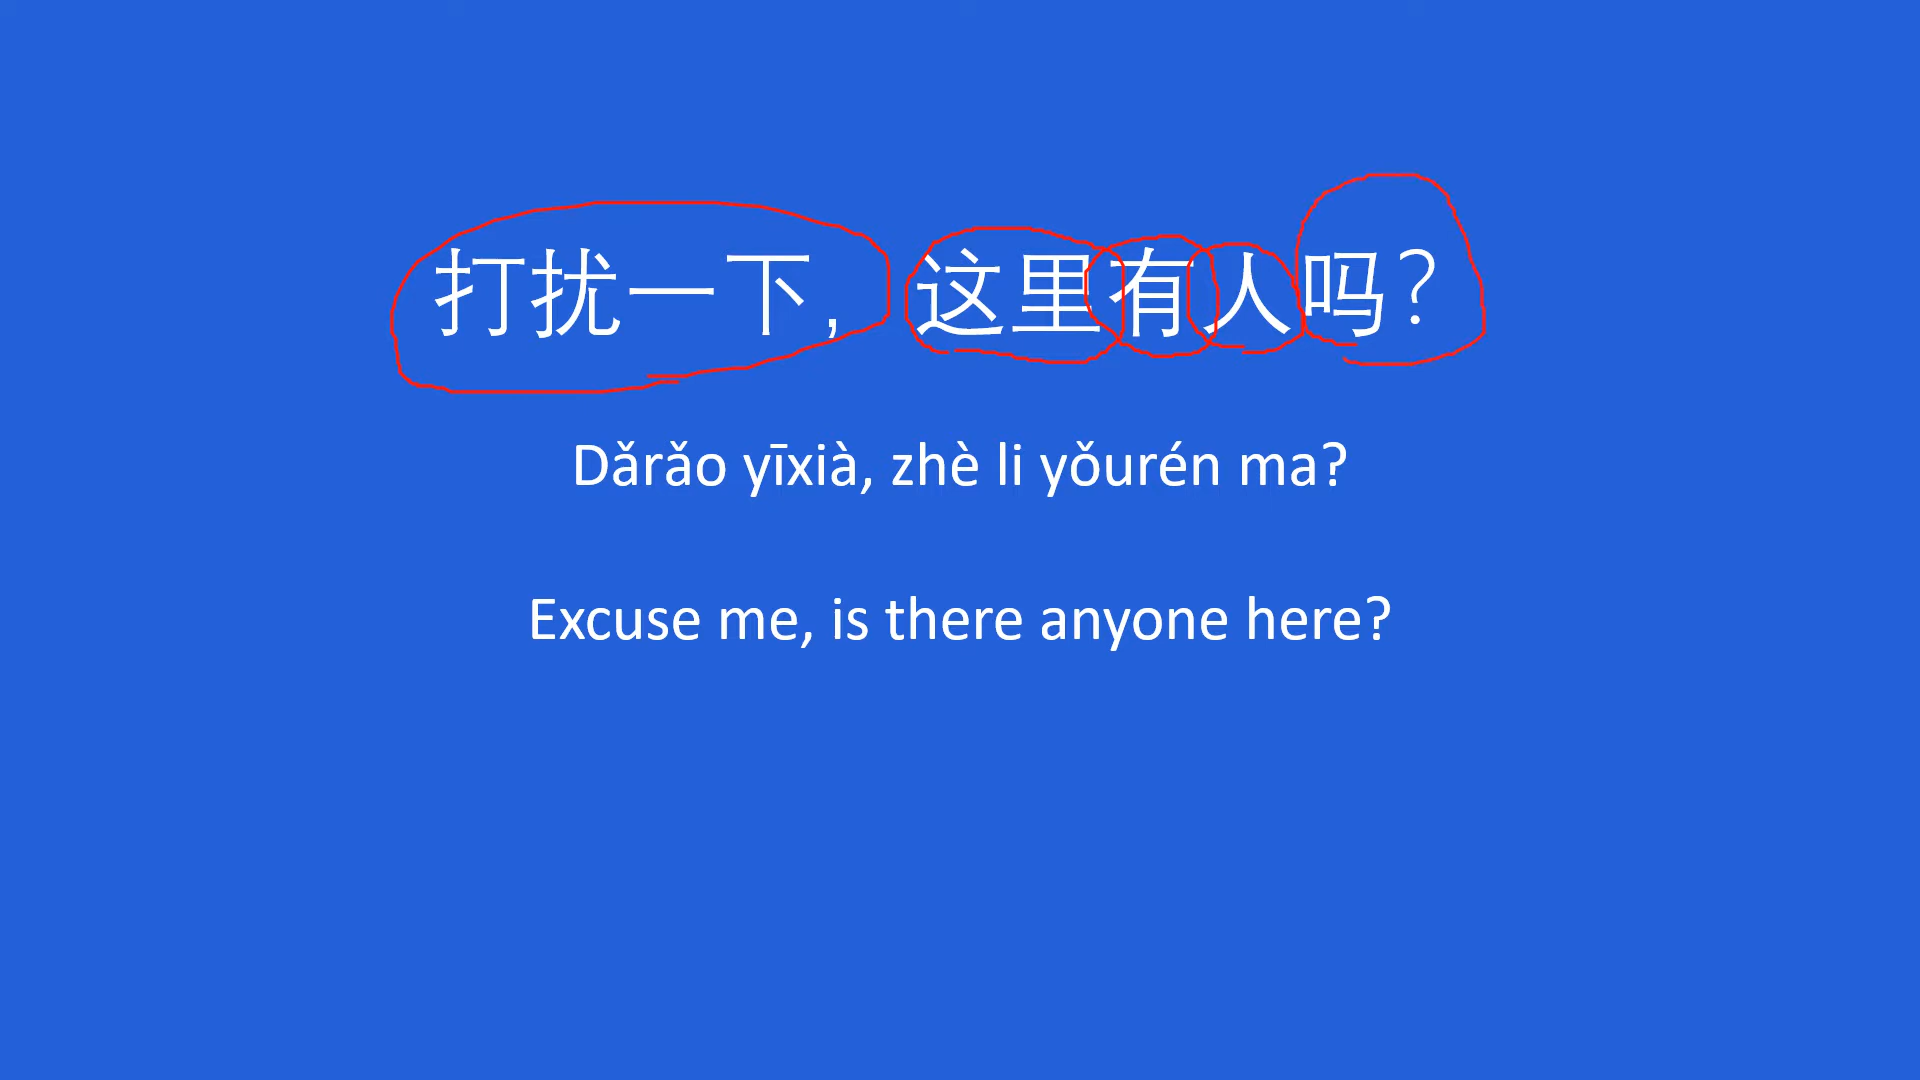 打扰一下, 这里有人吗?
Dǎrǎo yīxià, zhè li yǒurén ma?
Excuse me, is there anyone here?